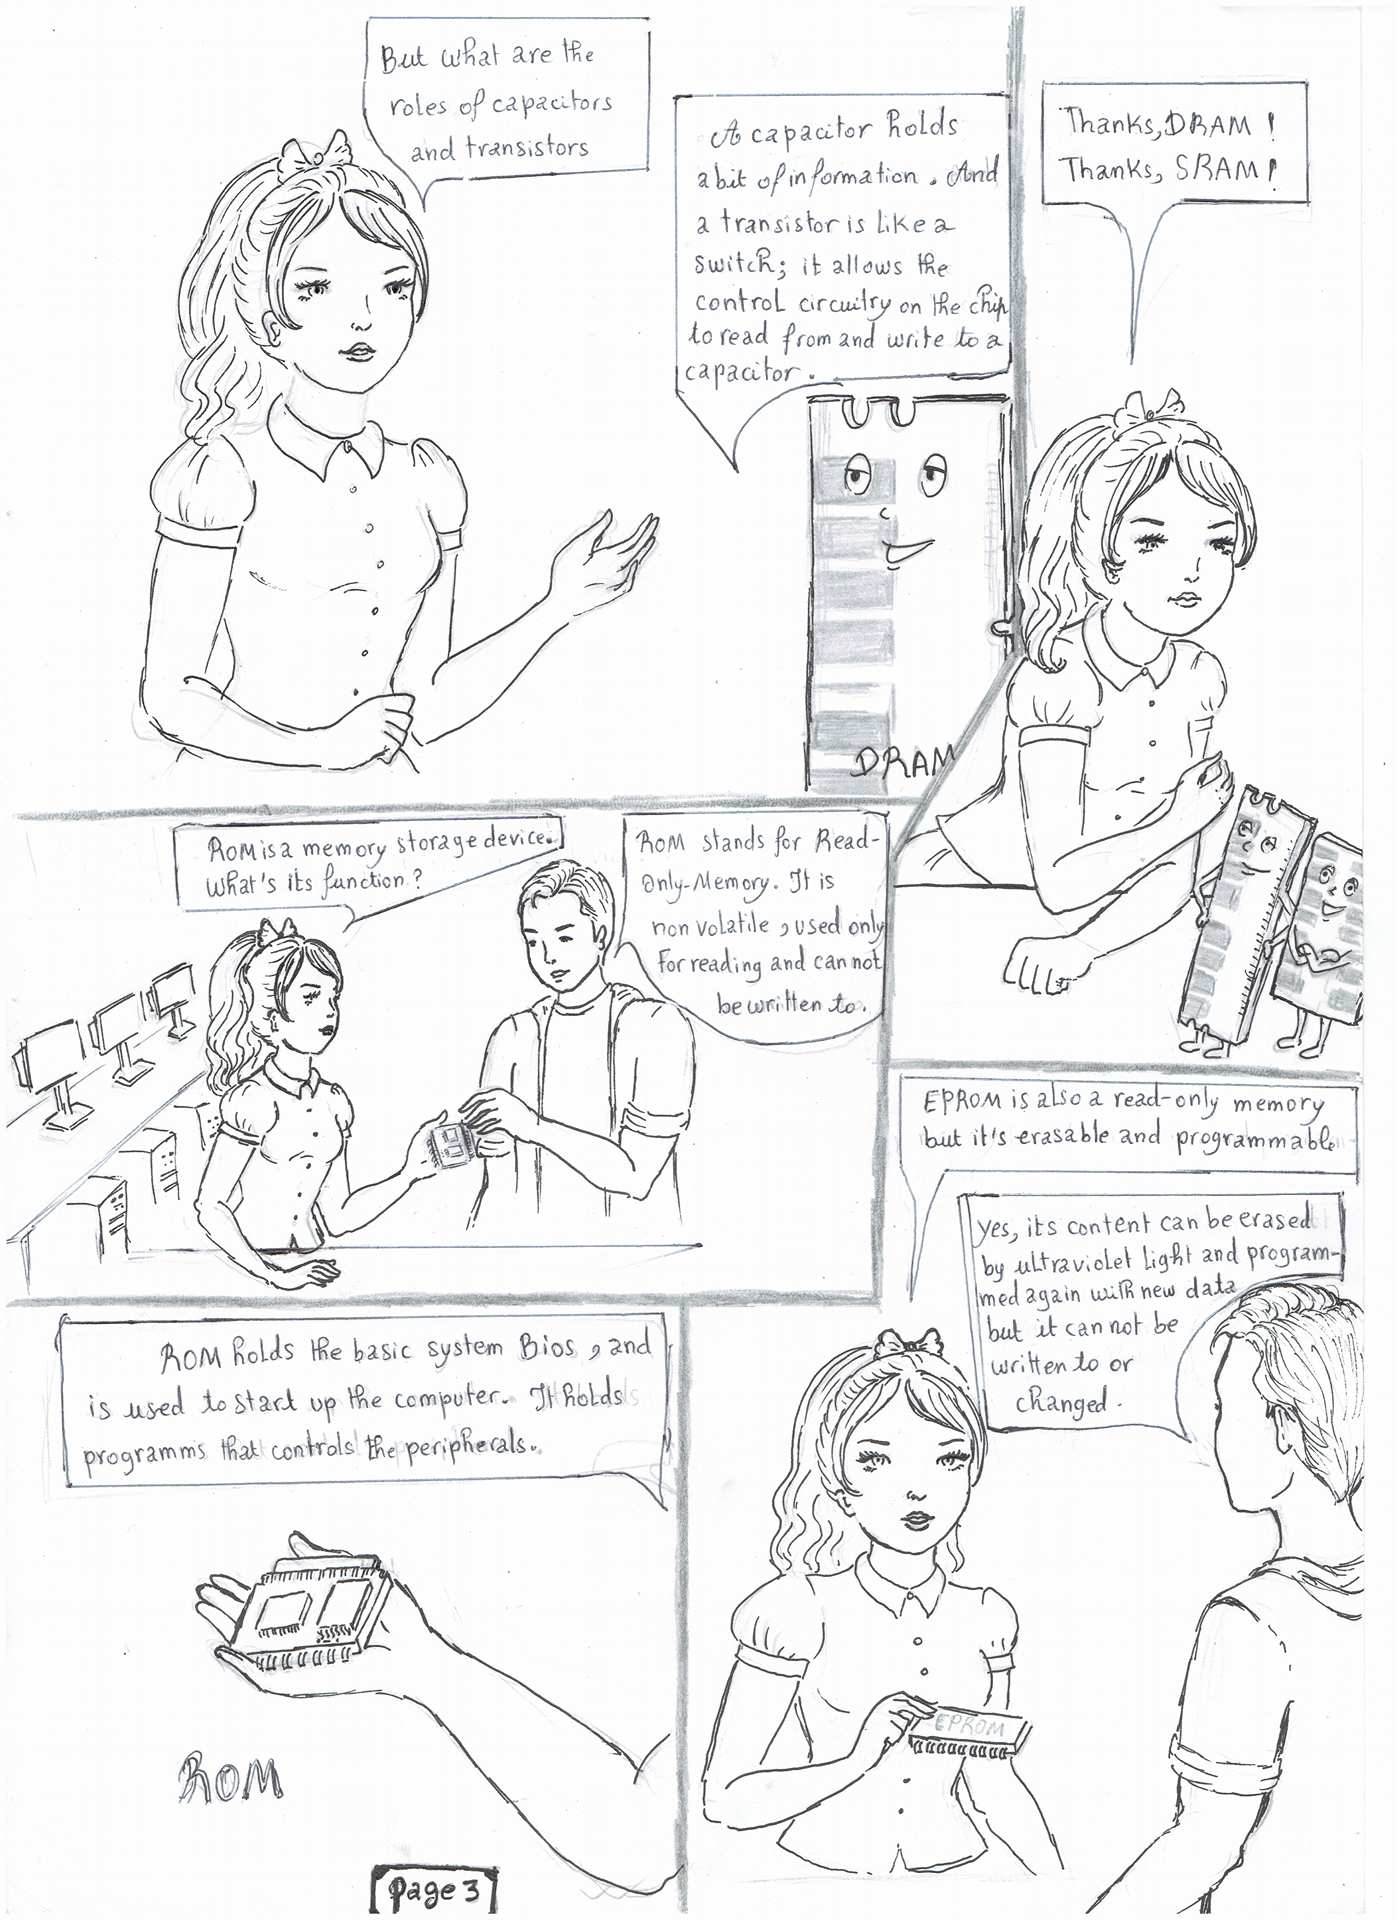 But what are the
roles of capacitors
and transistors
A capacitor holds
a bit of information. And
a transistor is like a
switch; it allows the
control circuitry on the chip
to read from and write to a
capacitor.
DRAM
Thanks, DRAM!
Thanks, SRAM!
ROM is a memory storage device.
What's its function?
ROM stands for Read-
Only-Memory. It is
non volatile, used only
for reading and can not
be written to.
EPROM is also a read-only memory
but it's erasable and programmable.
yes, its content can be erased
by ultraviolet light and program-
med again with new data
but it can not be
written to or
changed.
EPROM
ROM holds the basic system Bios, and
is used to start up the computer. It holds
programms that controls the peripherals.
ROM
page 3